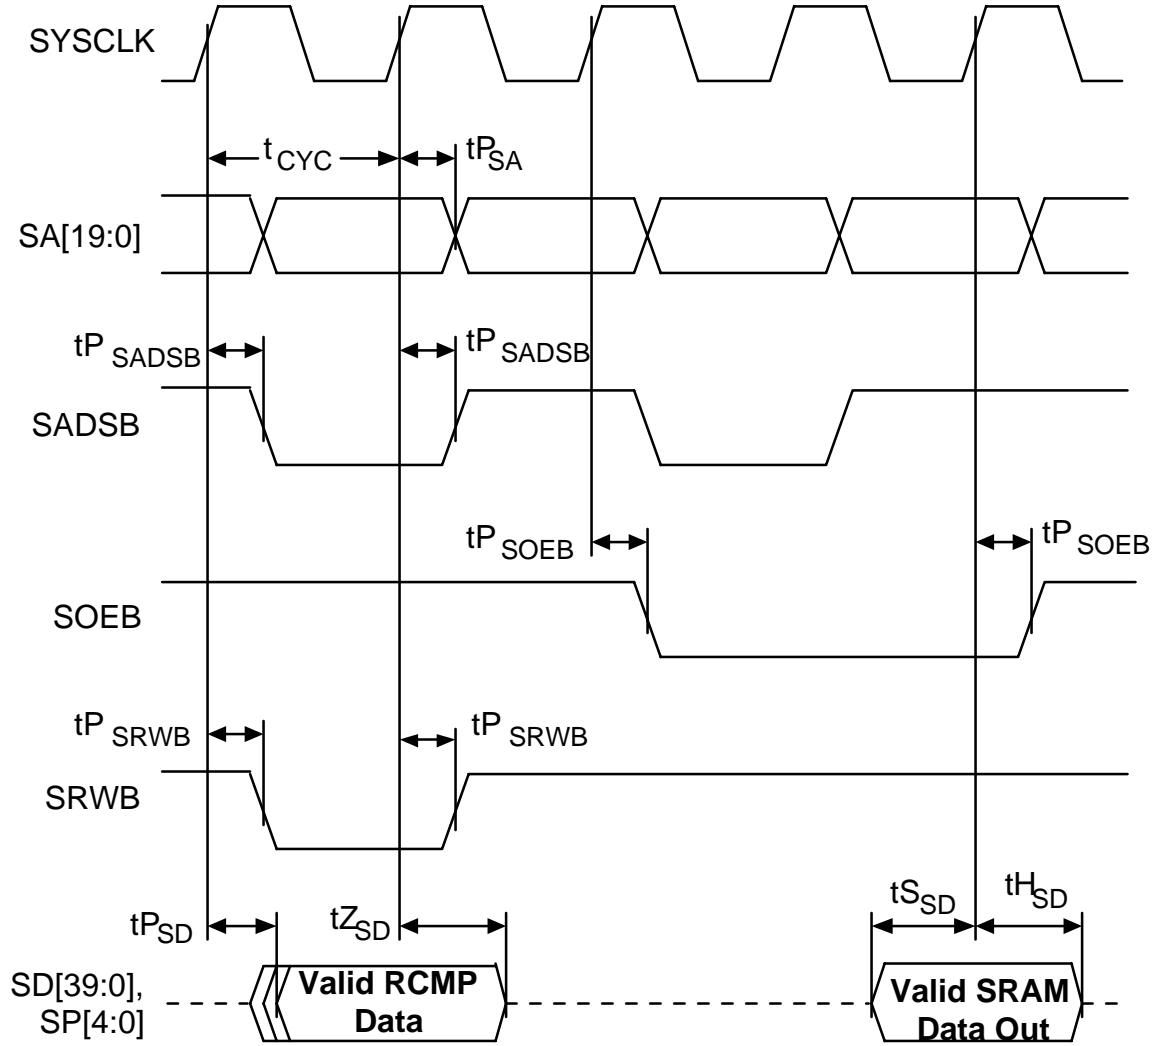 SYSCLK
t CYC
tP SA
SA[19:0]
tP SADSB
tP SADSB
SADSB
tP SOEB
tP SOEB
SOEB
tP SRWB
tP SRWB
SRWB
tP SD
tZ SD
tS SD
tH SD
SD[39:0],
SP[4:0]
Valid RCMP
Data
Valid SRAM
Data Out